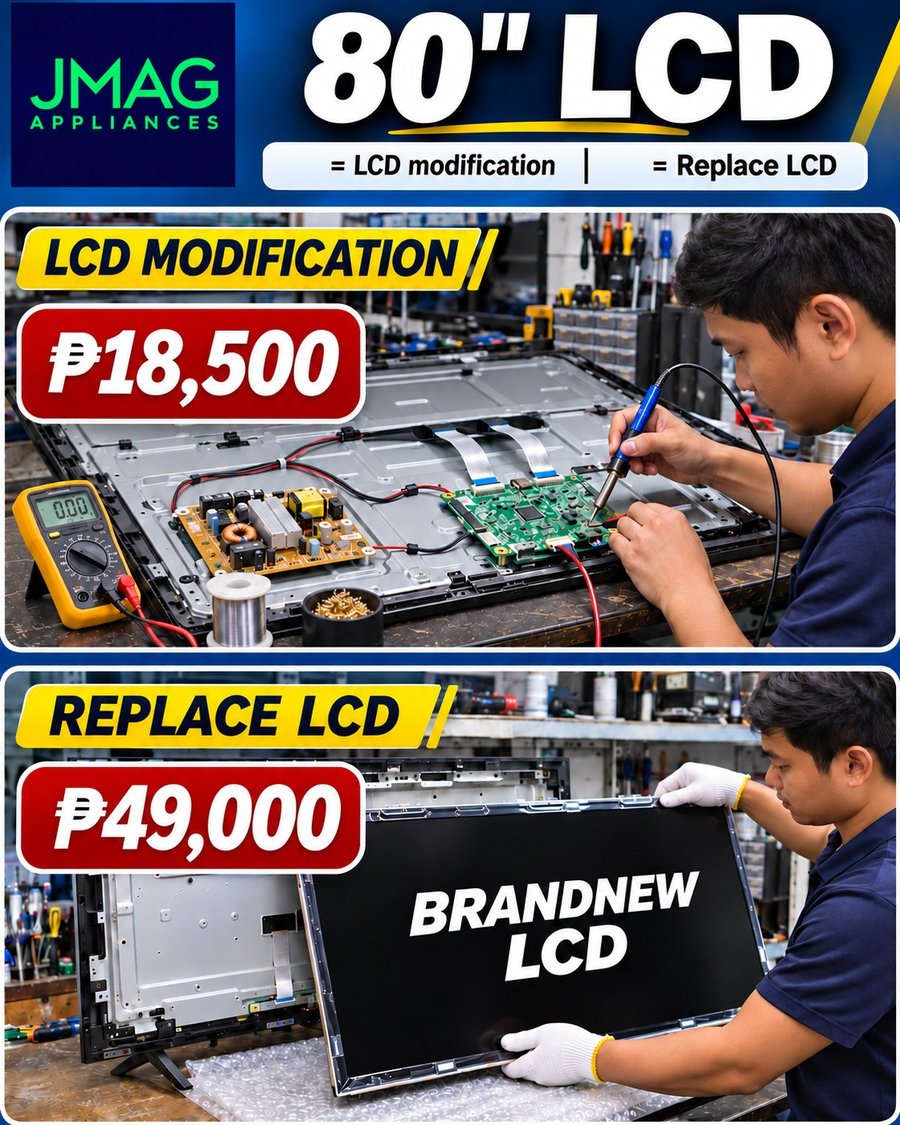 JMAG
APPLIANCES
80" LCD
= LCD modification | = Replace LCD
LCD MODIFICATION
₱18,500
0.00
REPLACE LCD
₱49,000
BRANDNEW
LCD